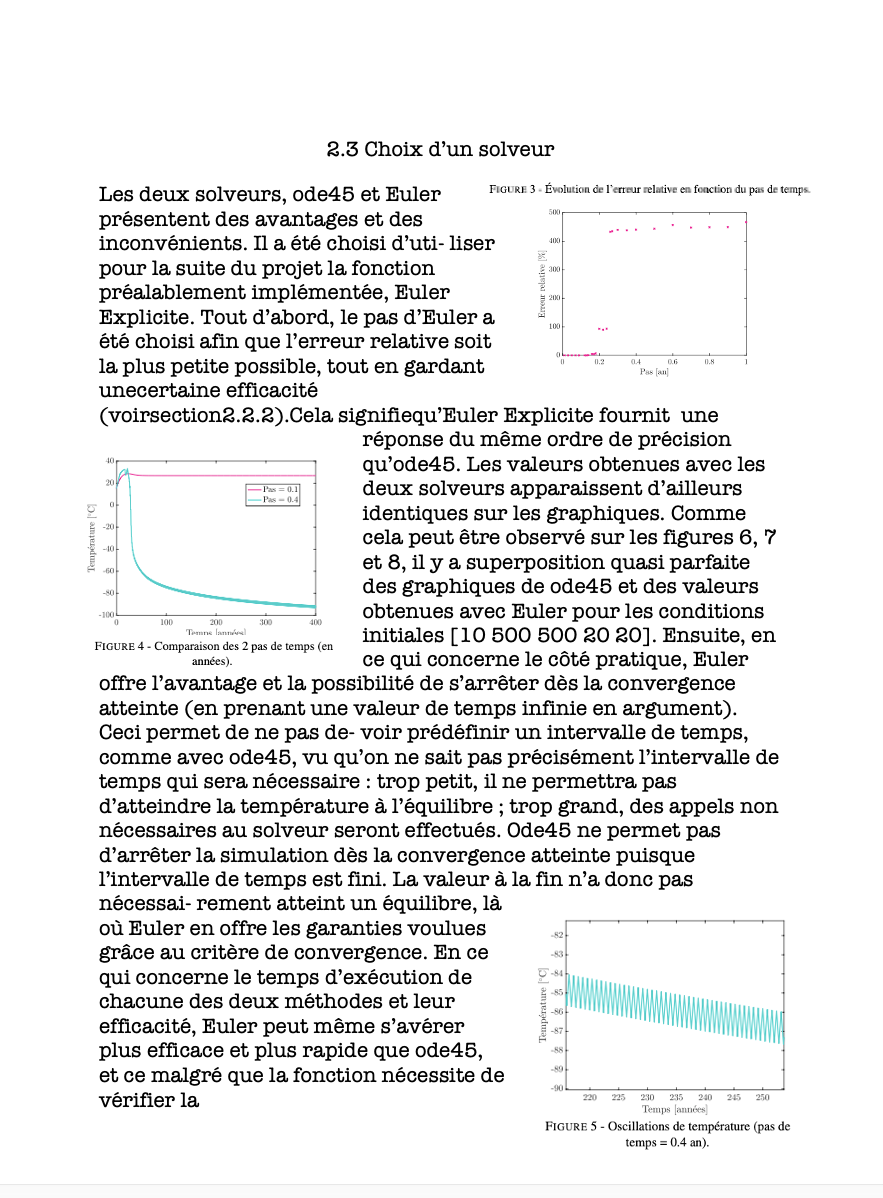 2.3 Choix d'un solveur
Les deux solveurs, ode45 et Euler
présentent des avantages et des
inconvénients. Il a été choisi d'uti- liser
pour la suite du projet la fonction
préalablement implémentée, Euler
Explicite. Tout d'abord, le pas d'Euler a
été choisi afin que l'erreur relative soit
la plus petite possible, tout en gardant
unecertaine efficacité
(voirsection2.2.2).Cela signifiequ'Euler Explicite fournit une
FIGURE 3 - Évolution de l'erreur relative en fonction du pas de temps.
500
400
300
200
100
0
Erreur relative [%]
0 0.2 0.4 0.6 0.8 1
Pas [an]
réponse du même ordre de précision
qu'ode45. Les valeurs obtenues avec les
deux solveurs apparaissent d'ailleurs
identiques sur les graphiques. Comme
cela peut être observé sur les figures 6, 7
et 8, il y a superposition quasi parfaite
des graphiques de ode45 et des valeurs
obtenues avec Euler pour les conditions
initiales [10 500 500 20 20]. Ensuite, en
ce qui concerne le côté pratique, Euler
40
20
0
-20
-40
-60
-80
-100
Température [°C]
Pas = 0.1
Pas = 0.4
0 100 200 300 400
Temps [années]
FIGURE 4 - Comparaison des 2 pas de temps (en
années).
offre l'avantage et la possibilité de s'arrêter dès la convergence
atteinte (en prenant une valeur de temps infinie en argument).
Ceci permet de ne pas de- voir prédéfinir un intervalle de temps,
comme avec ode45, vu qu'on ne sait pas précisément l'intervalle de
temps qui sera nécessaire : trop petit, il ne permettra pas
d'atteindre la température à l'équilibre ; trop grand, des appels non
nécessaires au solveur seront effectués. Ode45 ne permet pas
d'arrêter la simulation dès la convergence atteinte puisque
l'intervalle de temps est fini. La valeur à la fin n'a donc pas
nécessai- rement atteint un équilibre, là
où Euler en offre les garanties voulues
grâce au critère de convergence. En ce
qui concerne le temps d'exécution de
chacune des deux méthodes et leur
efficacité, Euler peut même s'avérer
plus efficace et plus rapide que ode45,
et ce malgré que la fonction nécessite de
vérifier la
-82
-83
-84
-85
-86
-87
-88
-89
-90
Température [°C]
220 225 230 235 240 245 250
Temps [années]
FIGURE 5 - Oscillations de température (pas de
temps = 0.4 an).